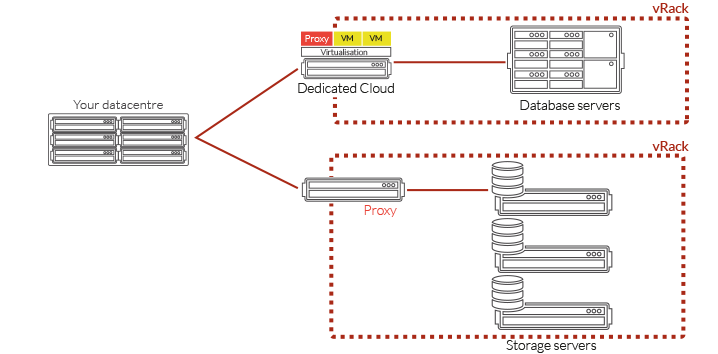 vRack
Proxy VM VM
Virtualisation
Dedicated Cloud
Database servers
Your datacentre
vRack
Proxy
Storage servers